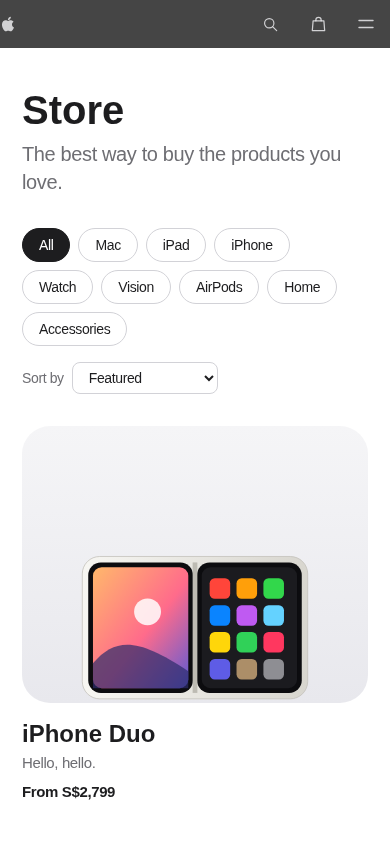 Store
The best way to buy the products you
love.
All
Mac
iPad
iPhone
Watch
Vision
AirPods
Home
Accessories
Sort by
Featured
iPhone Duo
Hello, hello.
From S$2,799